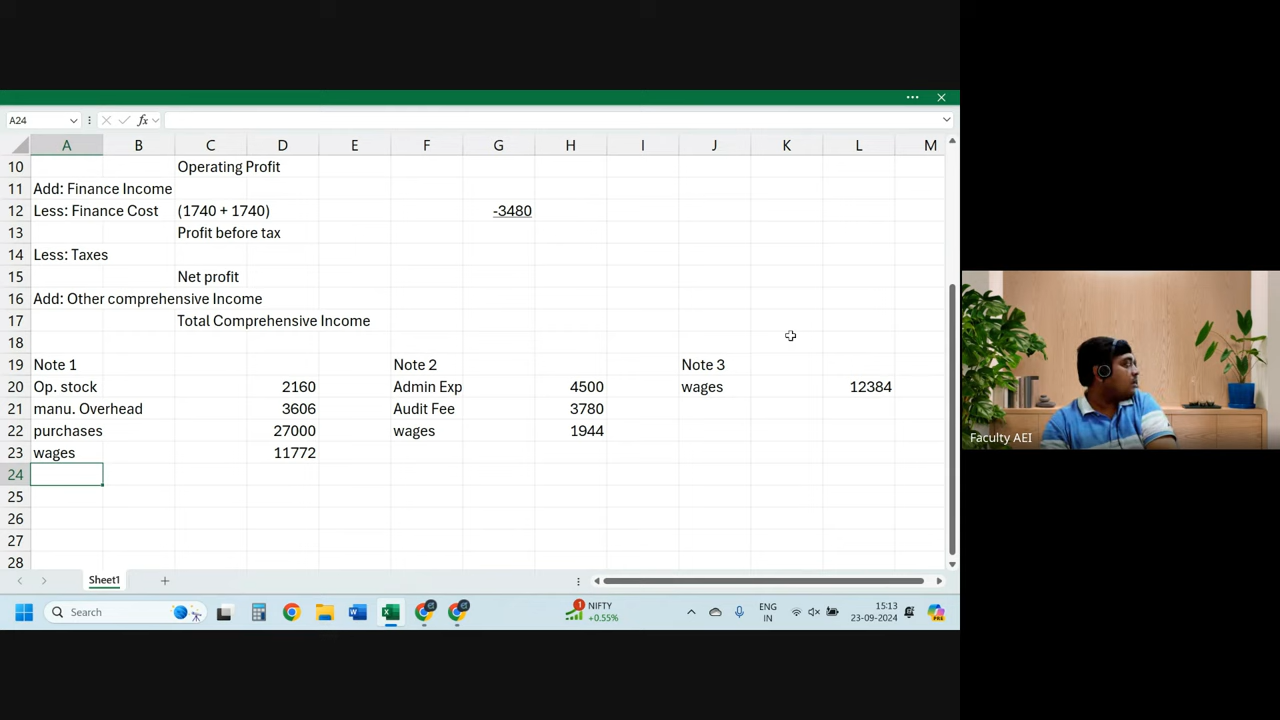 A24 fx
A B C D E F G H I J K L M
10 Operating Profit
11 Add: Finance Income
12 Less: Finance Cost (1740 + 1740) -3480
13 Profit before tax
14 Less: Taxes
15 Net profit
16 Add: Other comprehensive Income
17 Total Comprehensive Income
18
19 Note 1 Note 2 Note 3
20 Op. stock 2160 Admin Exp 4500 wages 12384
21 manu. Overhead 3606 Audit Fee 3780
22 purchases 27000 wages 1944
23 wages 11772
24
25
26
27
28
Faculty AEI
Sheet1
Search
NIFTY
+0.55%
ENG
IN
15:13
23-09-2024